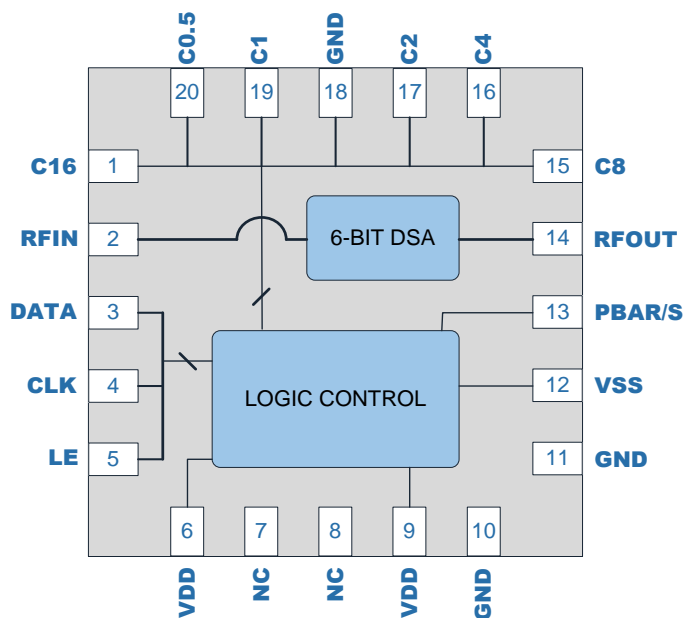 C0.5
C1
GND
C2
C4
20
19
18
17
16
C16
1
15
C8
RFIN
2
6-BIT DSA
14
RFOUT
DATA
3
13
PBAR/S
CLK
4
LOGIC CONTROL
12
VSS
LE
5
11
GND
6
7
8
9
10
VDD
NC
NC
VDD
GND